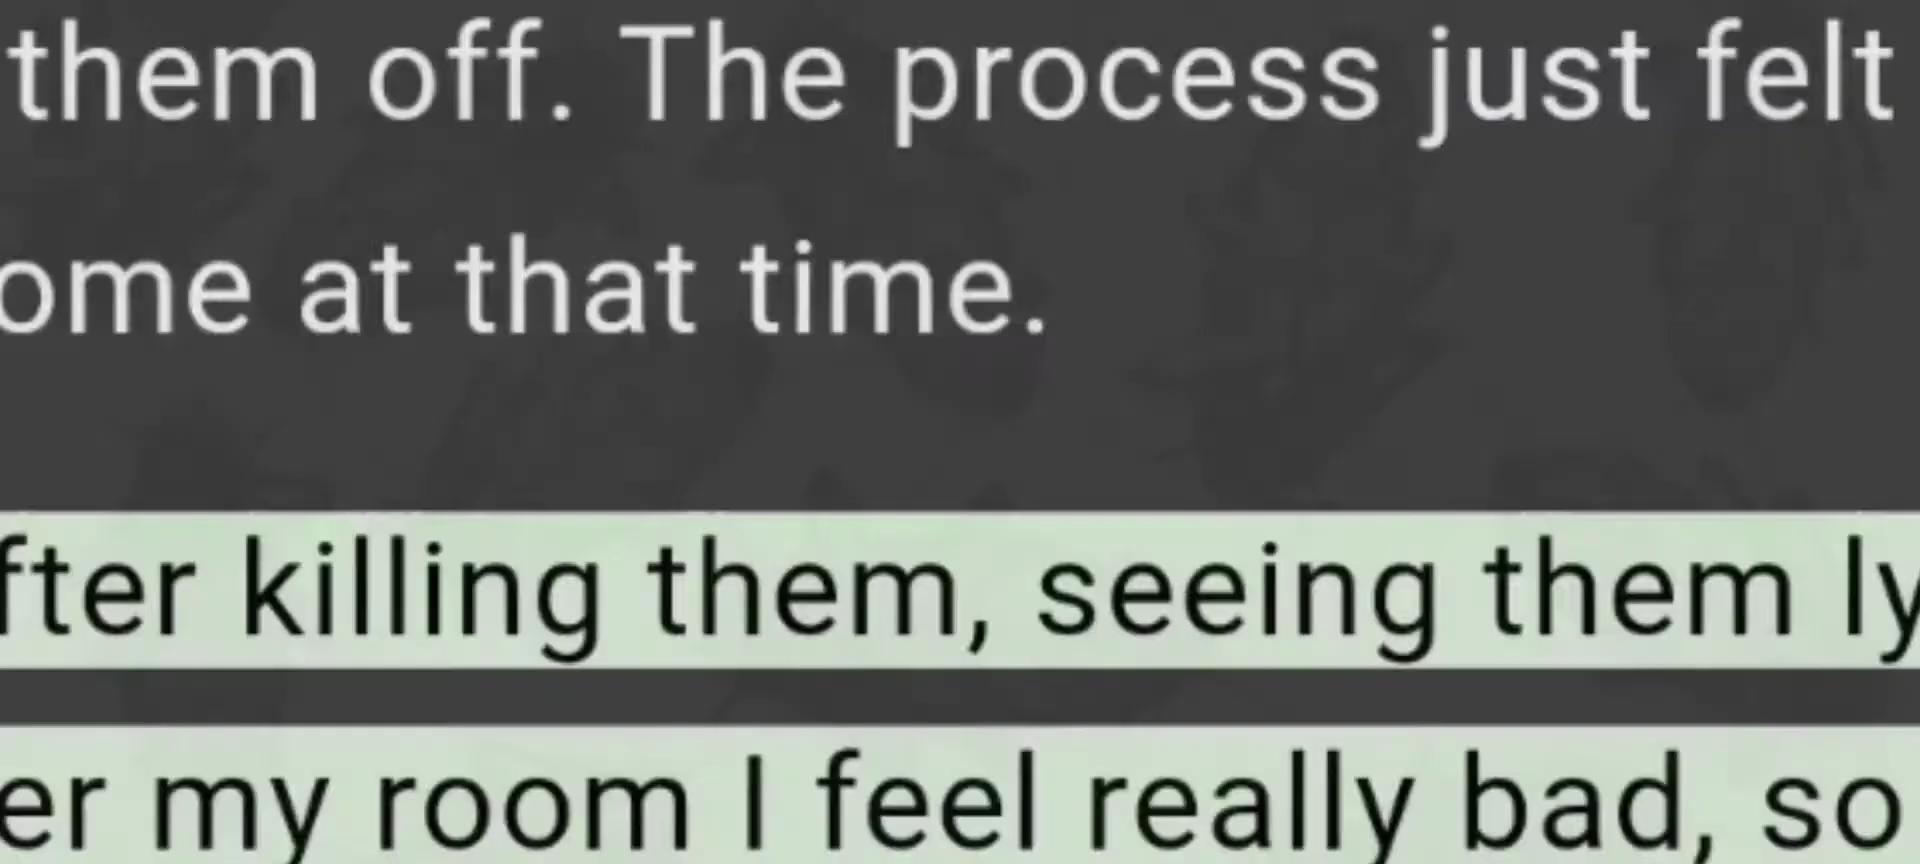 them off. The process just felt
ome at that time.
fter killing them, seeing them ly
er my room I feel really bad, so